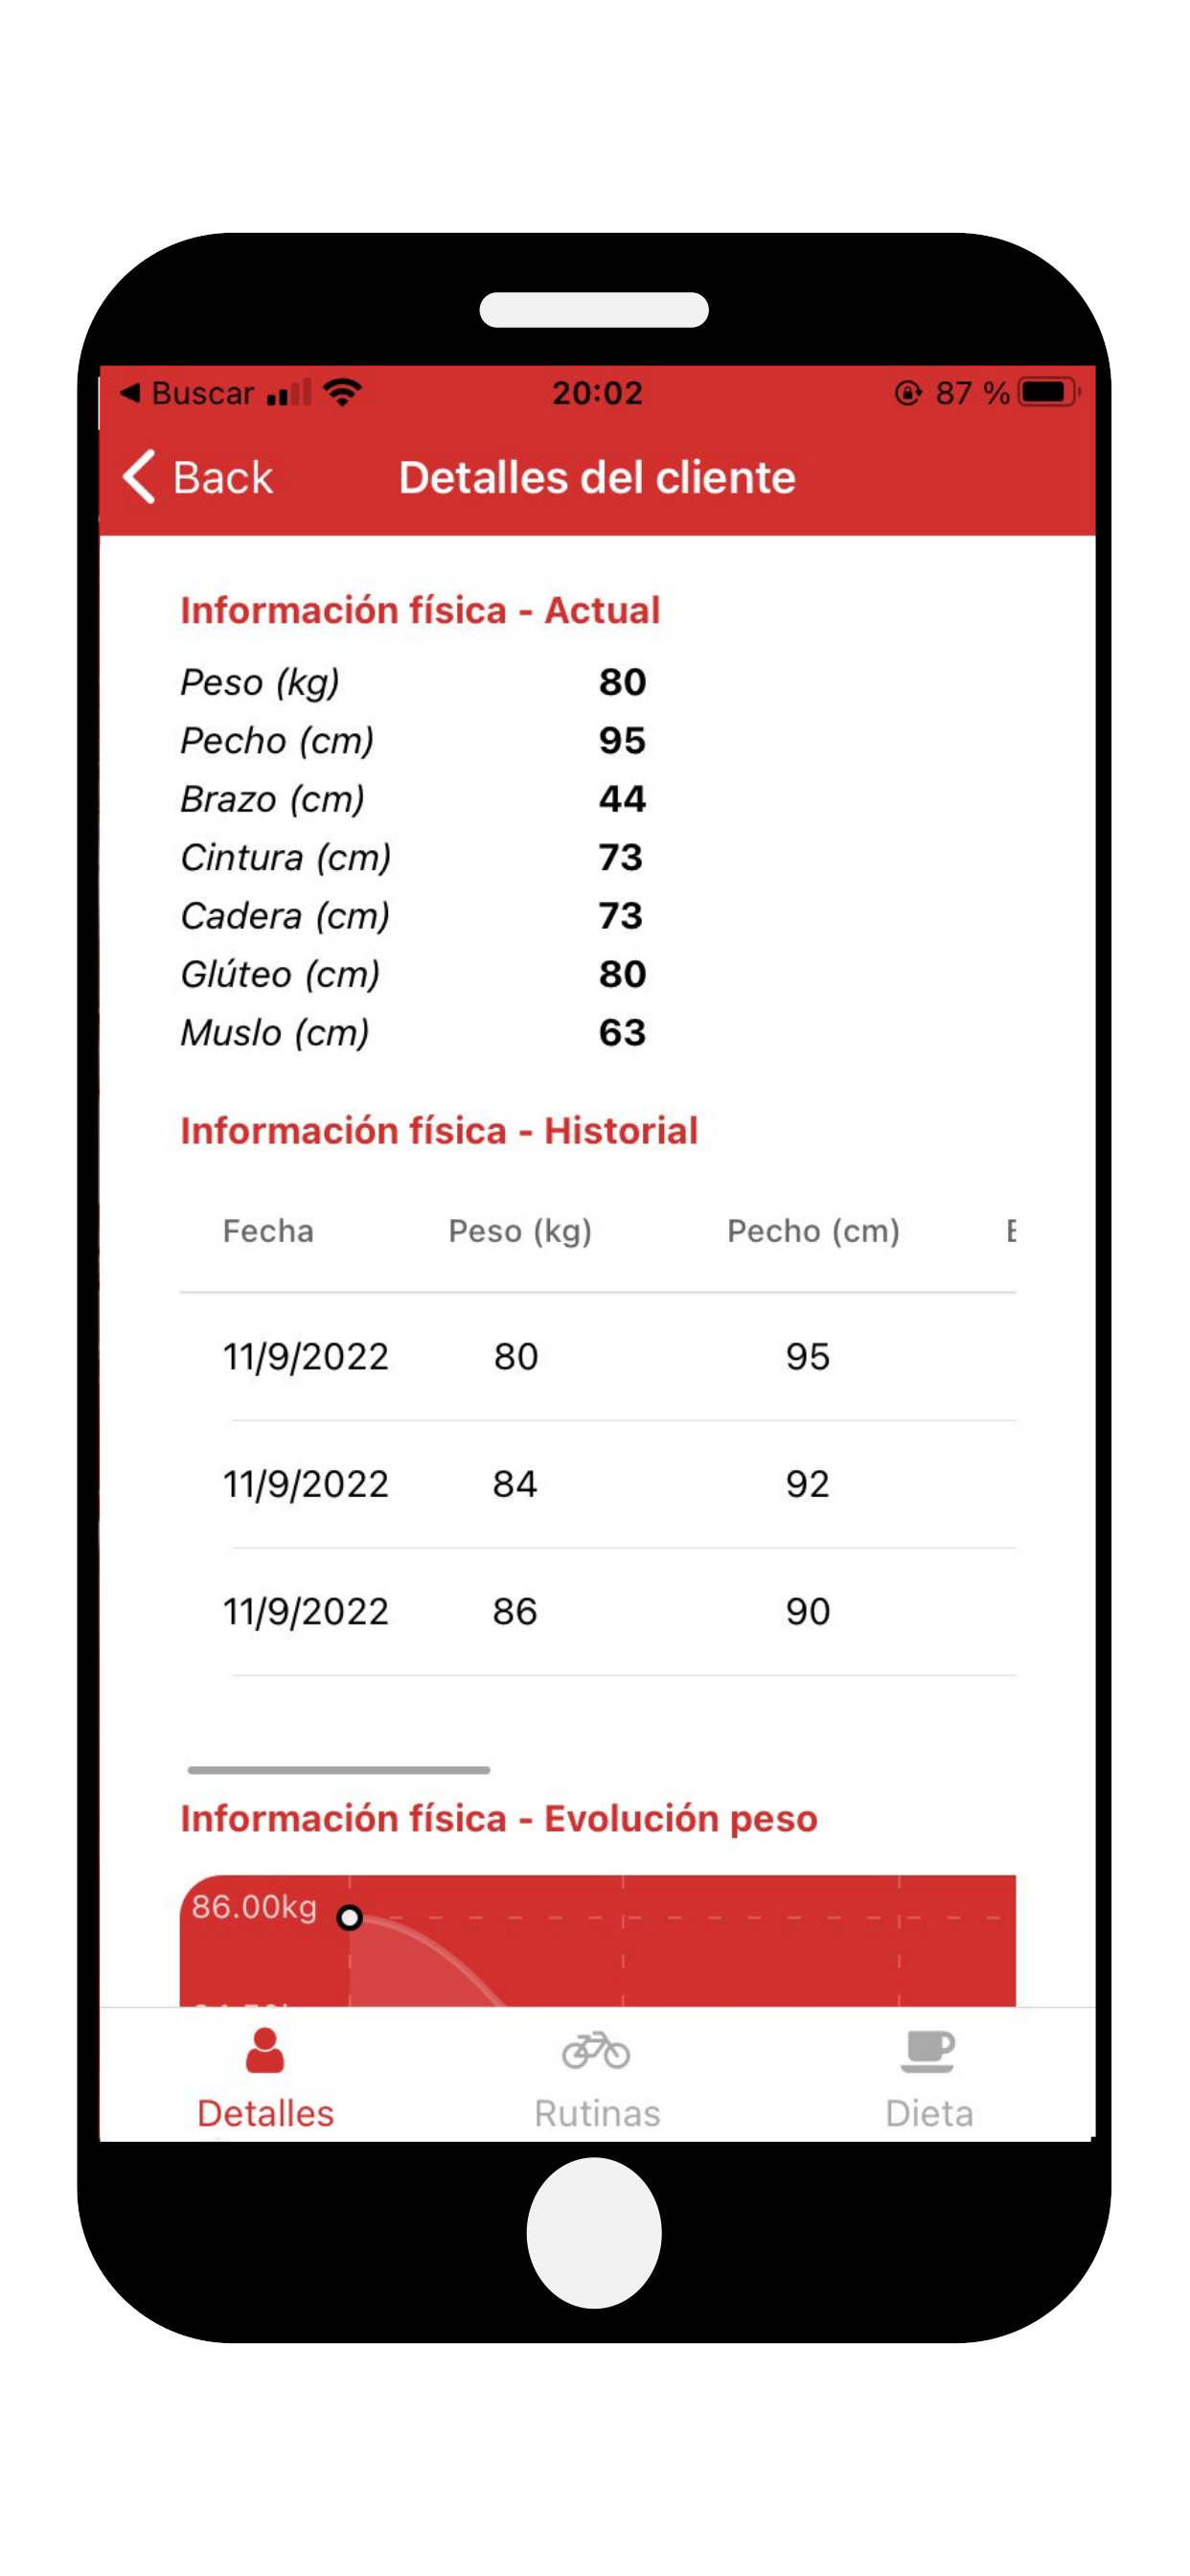 Buscar 20:02 87 %
Back Detalles del cliente
Información física - Actual
Peso (kg) 80
Pecho (cm) 95
Brazo (cm) 44
Cintura (cm) 73
Cadera (cm) 73
Glúteo (cm) 80
Muslo (cm) 63
Información física - Historial
Fecha Peso (kg) Pecho (cm)
11/9/2022 80 95
11/9/2022 84 92
11/9/2022 86 90
Información física - Evolución peso
86.00kg
Detalles Rutinas Dieta